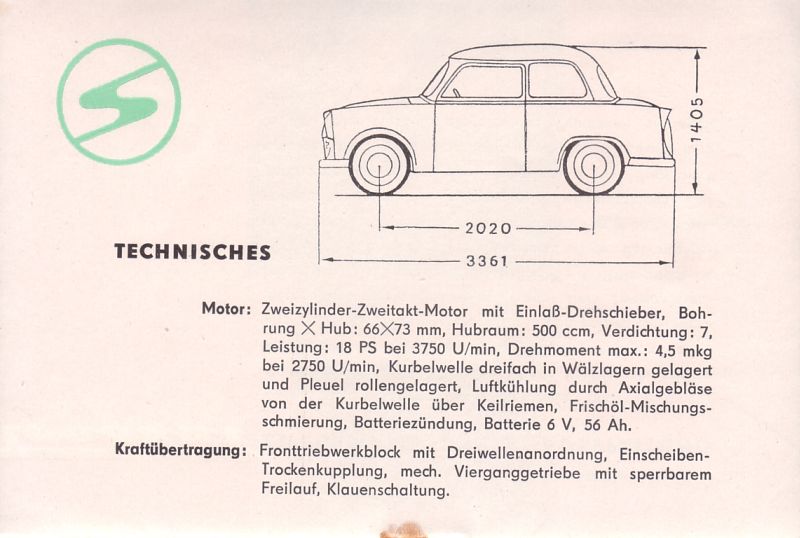 1405
2020
3361
TECHNISCHES
Motor: Zweizylinder-Zweitakt-Motor mit Einlaß-Drehschieber, Boh-
rung X Hub: 66X73 mm, Hubraum: 500 ccm, Verdichtung: 7,
Leistung: 18 PS bei 3750 U/min, Drehmoment max.: 4,5 mkg
bei 2750 U/min, Kurbelwelle dreifach in Wälzlagern gelagert
und Pleuel rollengelagert, Luftkühlung durch Axialgebläse
von der Kurbelwelle über Keilriemen, Frischöl-Mischungs-
schmierung, Batteriezündung, Batterie 6 V, 56 Ah.
Kraftübertragung: Fronttriebwerkblock mit Dreiwellenanordnung, Einscheiben-
Trockenkupplung, mech. Vierganggetriebe mit sperrbarem
Freilauf, Klauenschaltung.